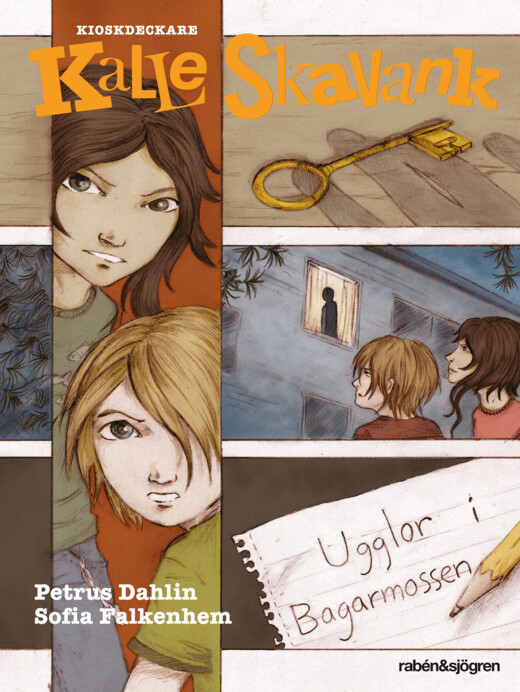 KIOSKDECKARE
Kalle Skavank
Ugglor i
Bagarmossen
Petrus Dahlin
Sofia Falkenhem
rabén&sjögren